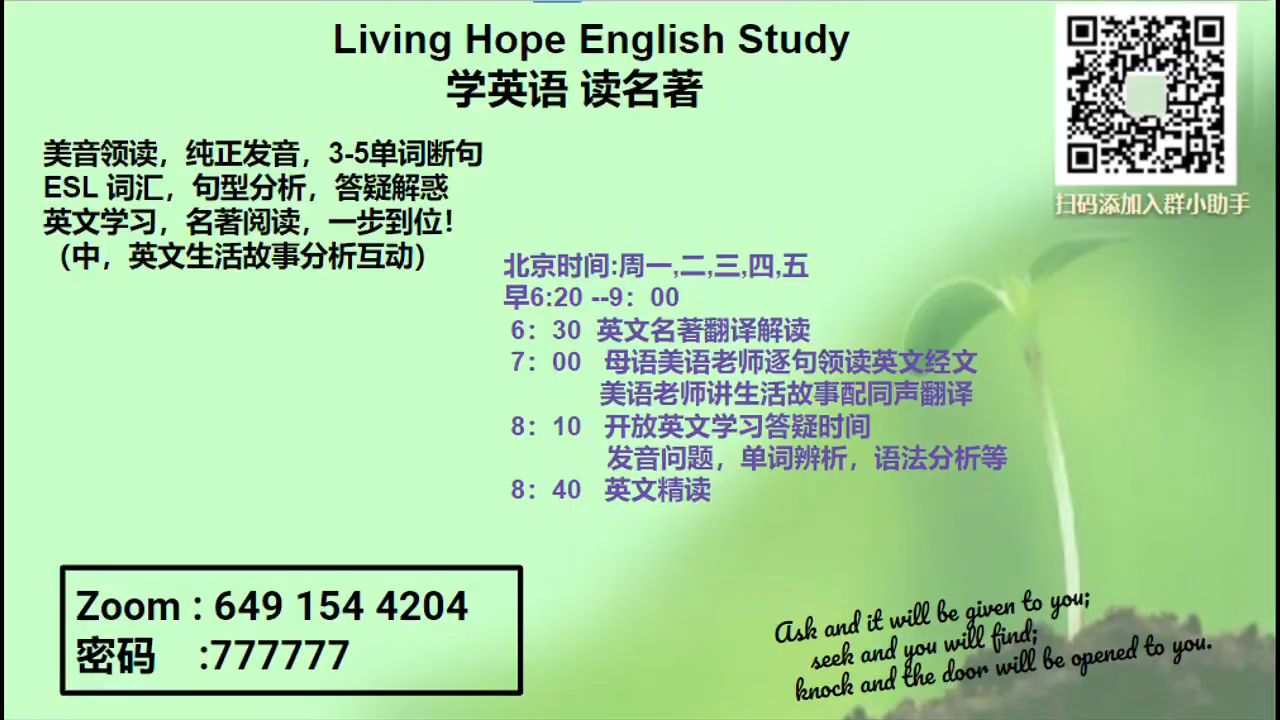 Living Hope English Study
学英语 读名著
美音领读，纯正发音，3-5单词断句
ESL 词汇，句型分析，答疑解惑
英文学习，名著阅读，一步到位！
（中，英文生活故事分析互动）
扫码添加入群小助手
北京时间:周一,二,三,四,五
早6:20 --9：00
6：30 英文名著翻译解读
7：00 母语美语老师逐句领读英文经文
美语老师讲生活故事配同声翻译
8：10 开放英文学习答疑时间
发音问题，单词辨析，语法分析等
8：40 英文精读
Zoom : 649 154 4204
密码 :777777
Ask and it will be given to you;
seek and you will find;
knock and the door will be opened to you.